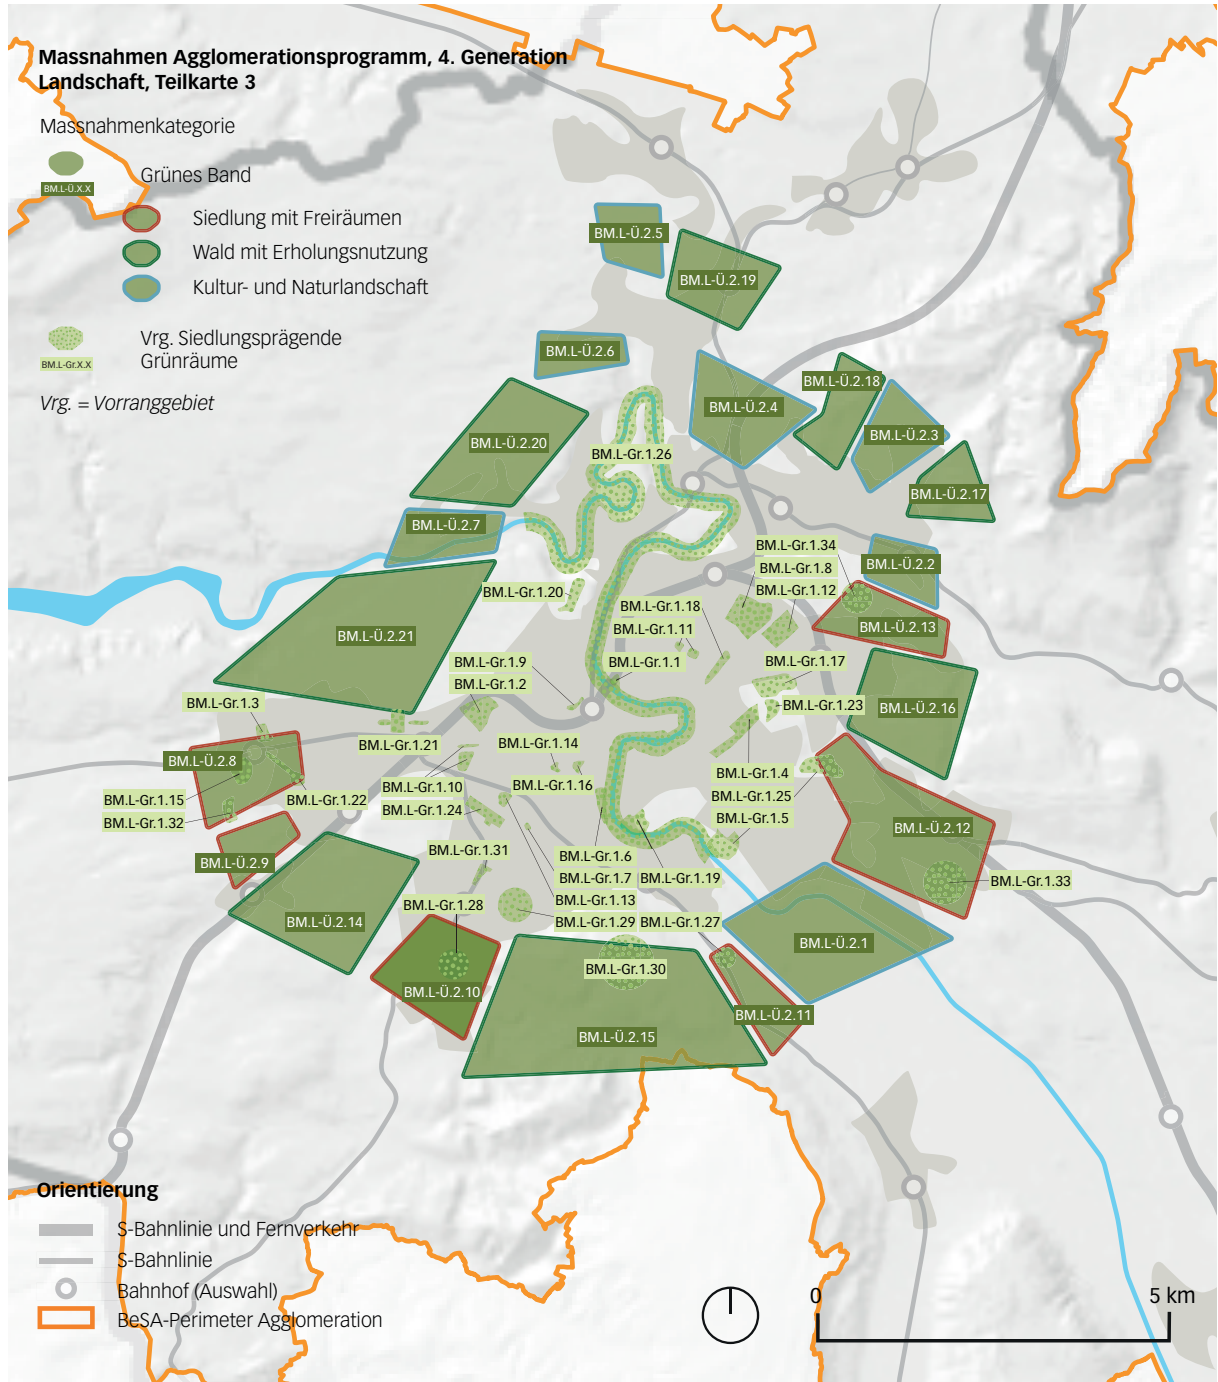 Massnahmen Agglomerationsprogramm, 4. Generation
Landschaft, Teilkarte 3
Massnahmenkategorie
BM.L-Ü.X.X
Grünes Band
Siedlung mit Freiräumen
Wald mit Erholungsnutzung
Kultur- und Naturlandschaft
BM.L-Gr.X.X
Vrg. Siedlungsprägende
Grünräume
Vrg. = Vorranggebiet
BM.L-Ü.2.5
BM.L-Ü.2.19
BM.L-Ü.2.6
BM.L-Ü.2.18
BM.L-Ü.2.4
BM.L-Ü.2.3
BM.L-Ü.2.20
BM.L-Gr.1.26
BM.L-Ü.2.17
BM.L-Ü.2.7
BM.L-Gr.1.34
BM.L-Ü.2.2
BM.L-Gr.1.8
BM.L-Gr.1.12
BM.L-Gr.1.20
BM.L-Gr.1.18
BM.L-Gr.1.11
BM.L-Ü.2.13
BM.L-Ü.2.21
BM.L-Gr.1.9
BM.L-Gr.1.1
BM.L-Gr.1.17
BM.L-Gr.1.2
BM.L-Gr.1.3
BM.L-Gr.1.23
BM.L-Ü.2.16
BM.L-Gr.1.21
BM.L-Gr.1.14
BM.L-Ü.2.8
BM.L-Gr.1.4
BM.L-Gr.1.10
BM.L-Gr.1.16
BM.L-Gr.1.25
BM.L-Gr.1.15
BM.L-Gr.1.22
BM.L-Gr.1.24
BM.L-Gr.1.5
BM.L-Gr.1.32
BM.L-Ü.2.12
BM.L-Gr.1.31
BM.L-Gr.1.6
BM.L-Ü.2.9
BM.L-Gr.1.7
BM.L-Gr.1.19
BM.L-Gr.1.33
BM.L-Gr.1.28
BM.L-Gr.1.13
BM.L-Ü.2.14
BM.L-Gr.1.29
BM.L-Gr.1.27
BM.L-Ü.2.1
BM.L-Gr.1.30
BM.L-Ü.2.10
BM.L-Ü.2.11
BM.L-Ü.2.15
Orientierung
S-Bahnlinie und Fernverkehr
S-Bahnlinie
Bahnhof (Auswahl)
BeSA-Perimeter Agglomeration
0
5 km